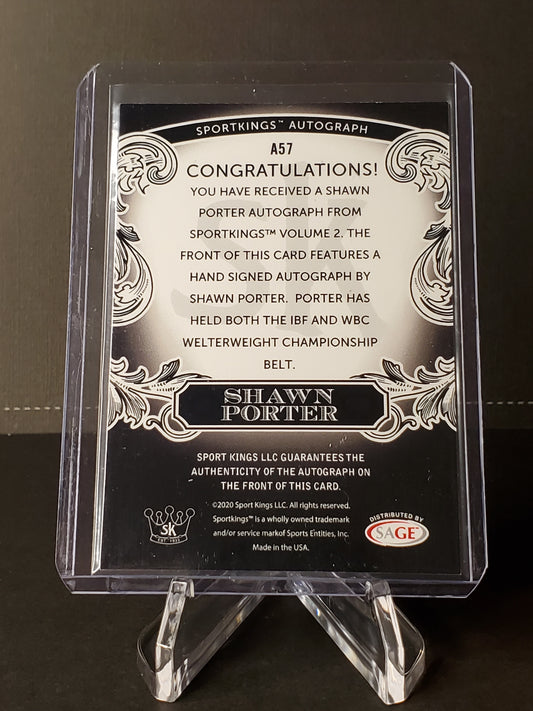 SPORTKINGS™ AUTOGRAPH
A57
CONGRATULATIONS!
YOU HAVE RECEIVED A SHAWN
PORTER AUTOGRAPH FROM
SPORTKINGS™ VOLUME 2. THE
FRONT OF THIS CARD FEATURES A
HAND SIGNED AUTOGRAPH BY
SHAWN PORTER. PORTER HAS
HELD BOTH THE IBF AND WBC
WELTERWEIGHT CHAMPIONSHIP
BELT.
SHAWN
PORTER
SPORT KINGS LLC GUARANTEES THE
AUTHENTICITY OF THE AUTOGRAPH ON
THE FRONT OF THIS CARD.
©2020 Sport Kings LLC. All rights reserved.
Sportkings™ is a wholly owned trademark
and/or service markof Sports Entities, Inc.
Made in the USA.
SK
DISTRIBUTED BY
SAGE